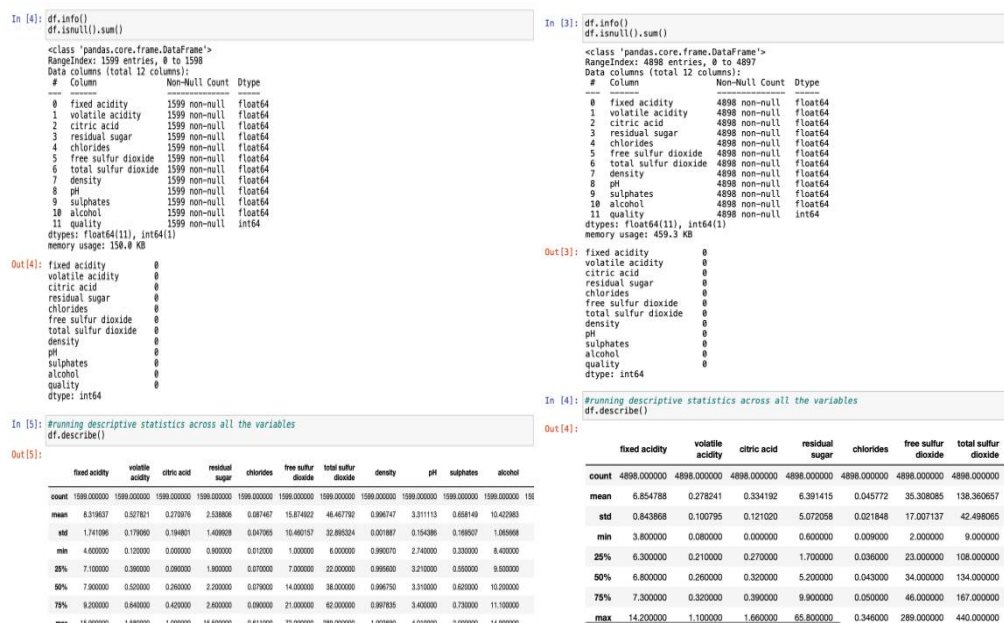 In [4]: df.info()
df.isnull().sum()
<class 'pandas.core.frame.DataFrame'>
RangeIndex: 1599 entries, 0 to 1598
Data columns (total 12 columns):
# Column Non-Null Count Dtype
--- ------ -------------- -----
0 fixed acidity 1599 non-null float64
1 volatile acidity 1599 non-null float64
2 citric acid 1599 non-null float64
3 residual sugar 1599 non-null float64
4 chlorides 1599 non-null float64
5 free sulfur dioxide 1599 non-null float64
6 total sulfur dioxide 1599 non-null float64
7 density 1599 non-null float64
8 pH 1599 non-null float64
9 sulphates 1599 non-null float64
10 alcohol 1599 non-null float64
11 quality 1599 non-null int64
dtypes: float64(11), int64(1)
memory usage: 150.0 KB
Out[4]: fixed acidity 0
volatile acidity 0
citric acid 0
residual sugar 0
chlorides 0
free sulfur dioxide 0
total sulfur dioxide 0
density 0
pH 0
sulphates 0
alcohol 0
quality 0
dtype: int64
In [5]: #running descriptive statistics across all the variables
df.describe()
Out[5]:
fixed acidity volatile acidity citric acid residual sugar chlorides free sulfur dioxide total sulfur dioxide density pH sulphates alcohol
count 1599.000000 1599.000000 1599.000000 1599.000000 1599.000000 1599.000000 1599.000000 1599.000000 1599.000000 1599.000000 1599.000000
mean 8.319637 0.527821 0.270976 2.538806 0.087467 15.874922 46.467792 0.996747 3.311113 0.658149 10.422983
std 1.741096 0.179060 0.194801 1.409928 0.047065 10.460157 32.895324 0.001887 0.154386 0.169507 1.065668
min 4.600000 0.120000 0.000000 0.900000 0.012000 1.000000 6.000000 0.990070 2.740000 0.330000 8.400000
25% 7.100000 0.390000 0.090000 1.900000 0.070000 7.000000 22.000000 0.995600 3.210000 0.550000 9.500000
50% 7.900000 0.520000 0.260000 2.200000 0.079000 14.000000 38.000000 0.996750 3.310000 0.620000 10.200000
75% 9.200000 0.640000 0.420000 2.600000 0.090000 21.000000 62.000000 0.997835 3.400000 0.730000 11.100000
In [3]: df.info()
df.isnull().sum()
<class 'pandas.core.frame.DataFrame'>
RangeIndex: 4898 entries, 0 to 4897
Data columns (total 12 columns):
# Column Non-Null Count Dtype
--- ------ -------------- -----
0 fixed acidity 4898 non-null float64
1 volatile acidity 4898 non-null float64
2 citric acid 4898 non-null float64
3 residual sugar 4898 non-null float64
4 chlorides 4898 non-null float64
5 free sulfur dioxide 4898 non-null float64
6 total sulfur dioxide 4898 non-null float64
7 density 4898 non-null float64
8 pH 4898 non-null float64
9 sulphates 4898 non-null float64
10 alcohol 4898 non-null float64
11 quality 4898 non-null int64
dtypes: float64(11), int64(1)
memory usage: 459.3 KB
Out[3]: fixed acidity 0
volatile acidity 0
citric acid 0
residual sugar 0
chlorides 0
free sulfur dioxide 0
total sulfur dioxide 0
density 0
pH 0
sulphates 0
alcohol 0
quality 0
dtype: int64
In [4]: #running descriptive statistics across all the variables
df.describe()
Out[4]:
fixed acidity volatile acidity citric acid residual sugar chlorides free sulfur dioxide total sulfur dioxide
count 4898.000000 4898.000000 4898.000000 4898.000000 4898.000000 4898.000000 4898.000000
mean 6.854788 0.278241 0.334192 6.391415 0.045772 35.308085 138.360657
std 0.843868 0.100795 0.121020 5.072058 0.021848 17.007137 42.498065
min 3.800000 0.080000 0.000000 0.600000 0.009000 2.000000 9.000000
25% 6.300000 0.210000 0.270000 1.700000 0.036000 23.000000 108.000000
50% 6.800000 0.260000 0.320000 5.200000 0.043000 34.000000 134.000000
75% 7.300000 0.320000 0.390000 9.900000 0.050000 46.000000 167.000000
max 14.200000 1.100000 1.660000 65.800000 0.346000 289.000000 440.000000